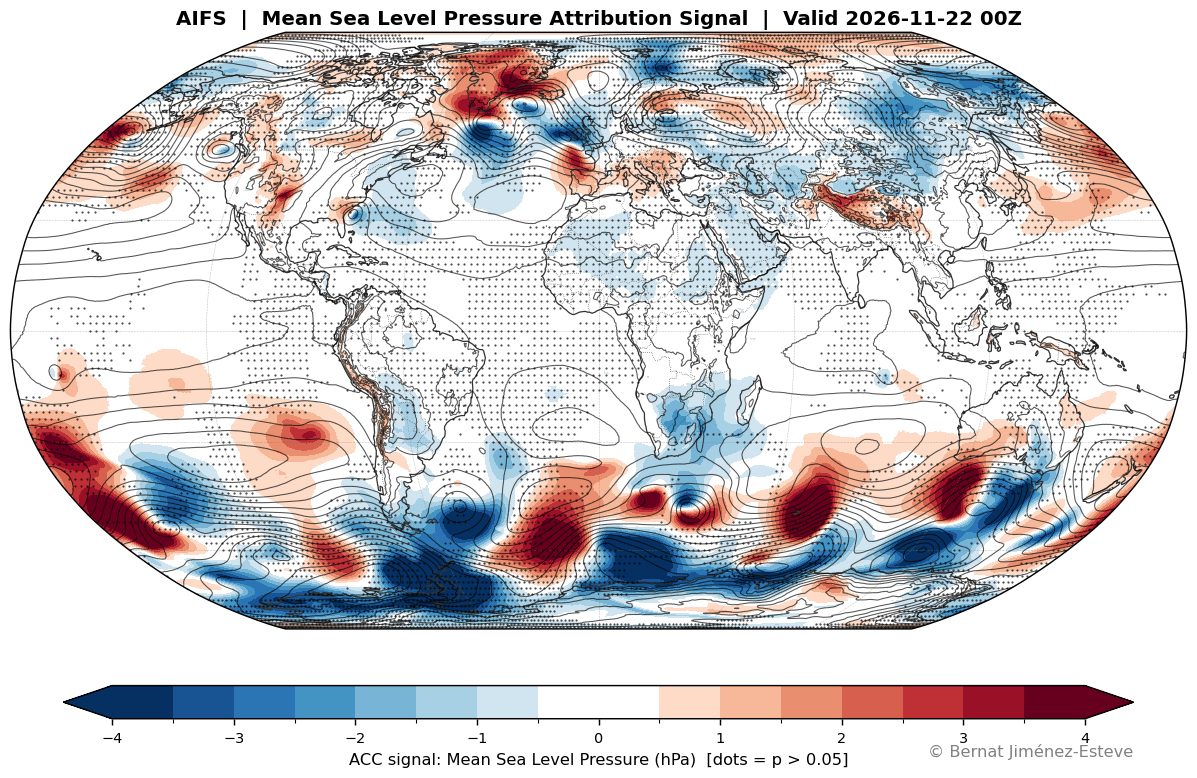 AIFS | Mean Sea Level Pressure Attribution Signal | Valid 2026-11-22 00Z
−4 −3 −2 −1 0 1 2 3 4
© Bernat Jiménez-Esteve
ACC signal: Mean Sea Level Pressure (hPa) [dots = p > 0.05]